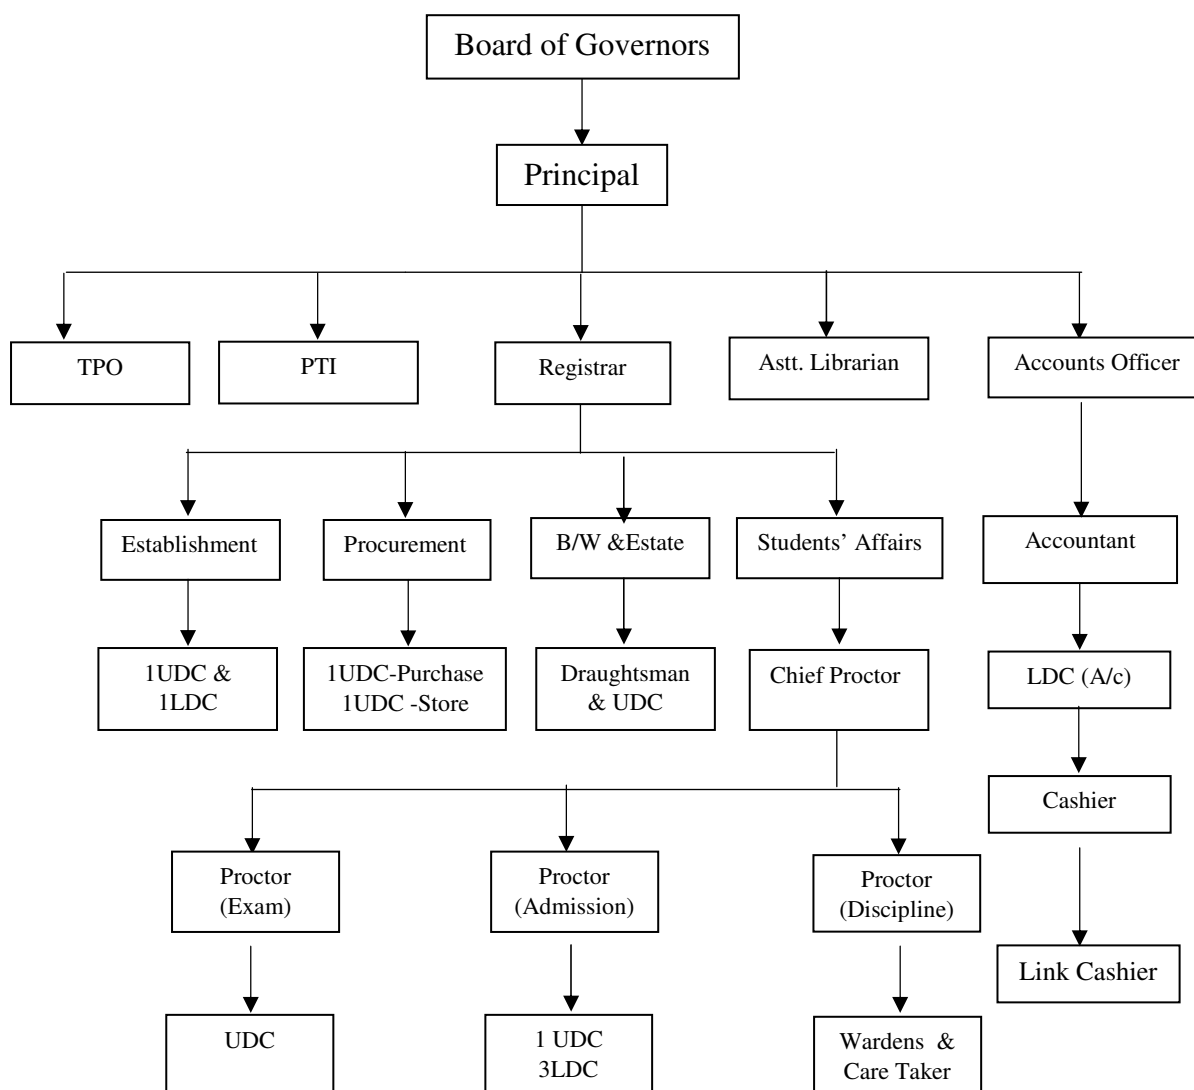 Board of Governors
Principal
TPO
PTI
Registrar
Astt. Librarian
Accounts Officer
Establishment
Procurement
B/W &Estate
Students’ Affairs
Accountant
1UDC &
1LDC
1UDC-Purchase
1UDC -Store
Draughtsman
& UDC
Chief Proctor
LDC (A/c)
Cashier
Proctor
(Exam)
Proctor
(Admission)
Proctor
(Discipline)
Link Cashier
UDC
1 UDC
3LDC
Wardens &
Care Taker